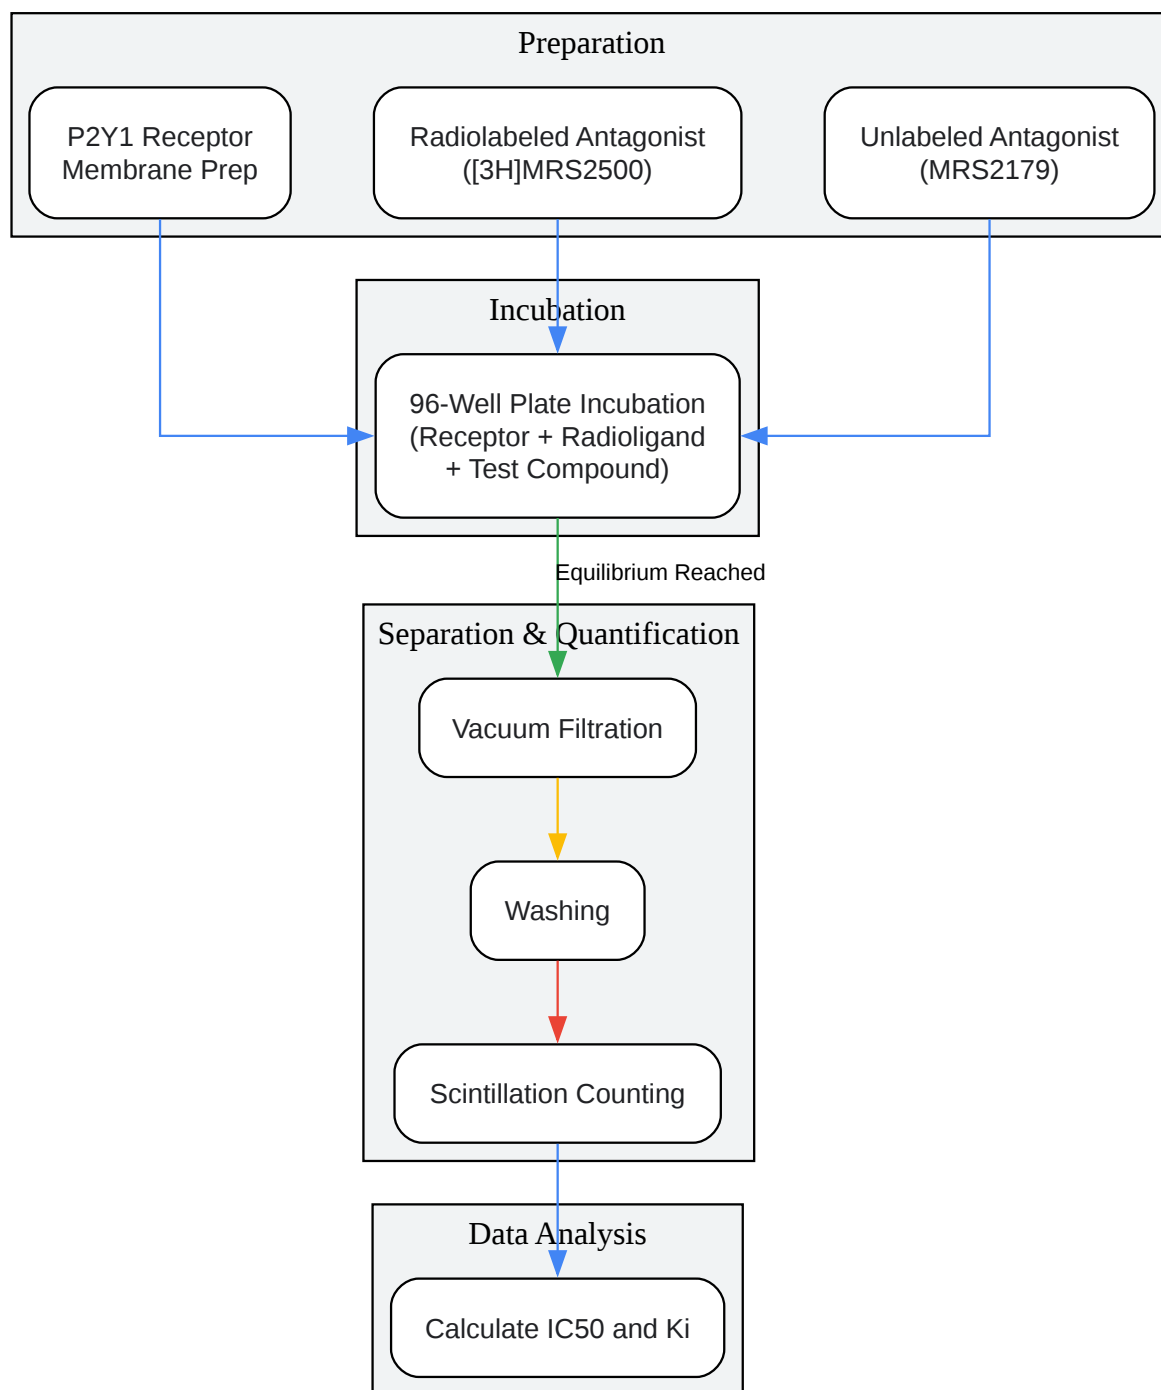 Preparation
P2Y1 Receptor
Membrane Prep
Radiolabeled Antagonist
([3H]MRS2500)
Unlabeled Antagonist
(MRS2179)
Incubation
96-Well Plate Incubation
(Receptor + Radioligand
+ Test Compound)
Equilibrium Reached
Separation & Quantification
Vacuum Filtration
Washing
Scintillation Counting
Data Analysis
Calculate IC50 and Ki